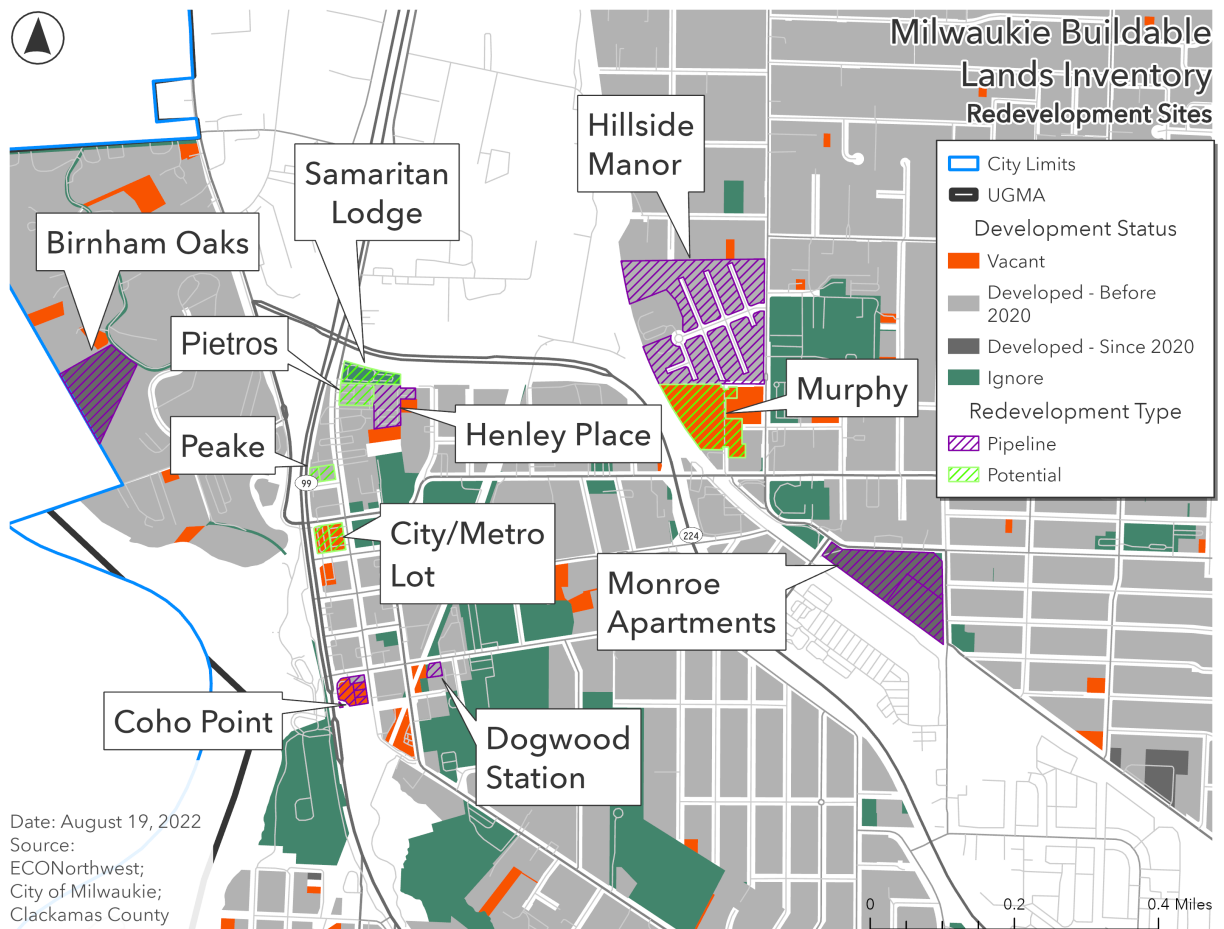 Milwaukie Buildable
Lands Inventory
Redevelopment Sites
City Limits
UGMA
Development Status
Vacant
Developed - Before
2020
Developed - Since 2020
Ignore
Redevelopment Type
Pipeline
Potential
Hillside
Manor
Samaritan
Lodge
Birnham Oaks
Pietros
Murphy
Henley Place
Peake
99
City/Metro
Lot
224
Monroe
Apartments
Coho Point
Dogwood
Station
Date: August 19, 2022
Source:
ECONorthwest;
City of Milwaukie;
Clackamas County
0 0.2 0.4 Miles